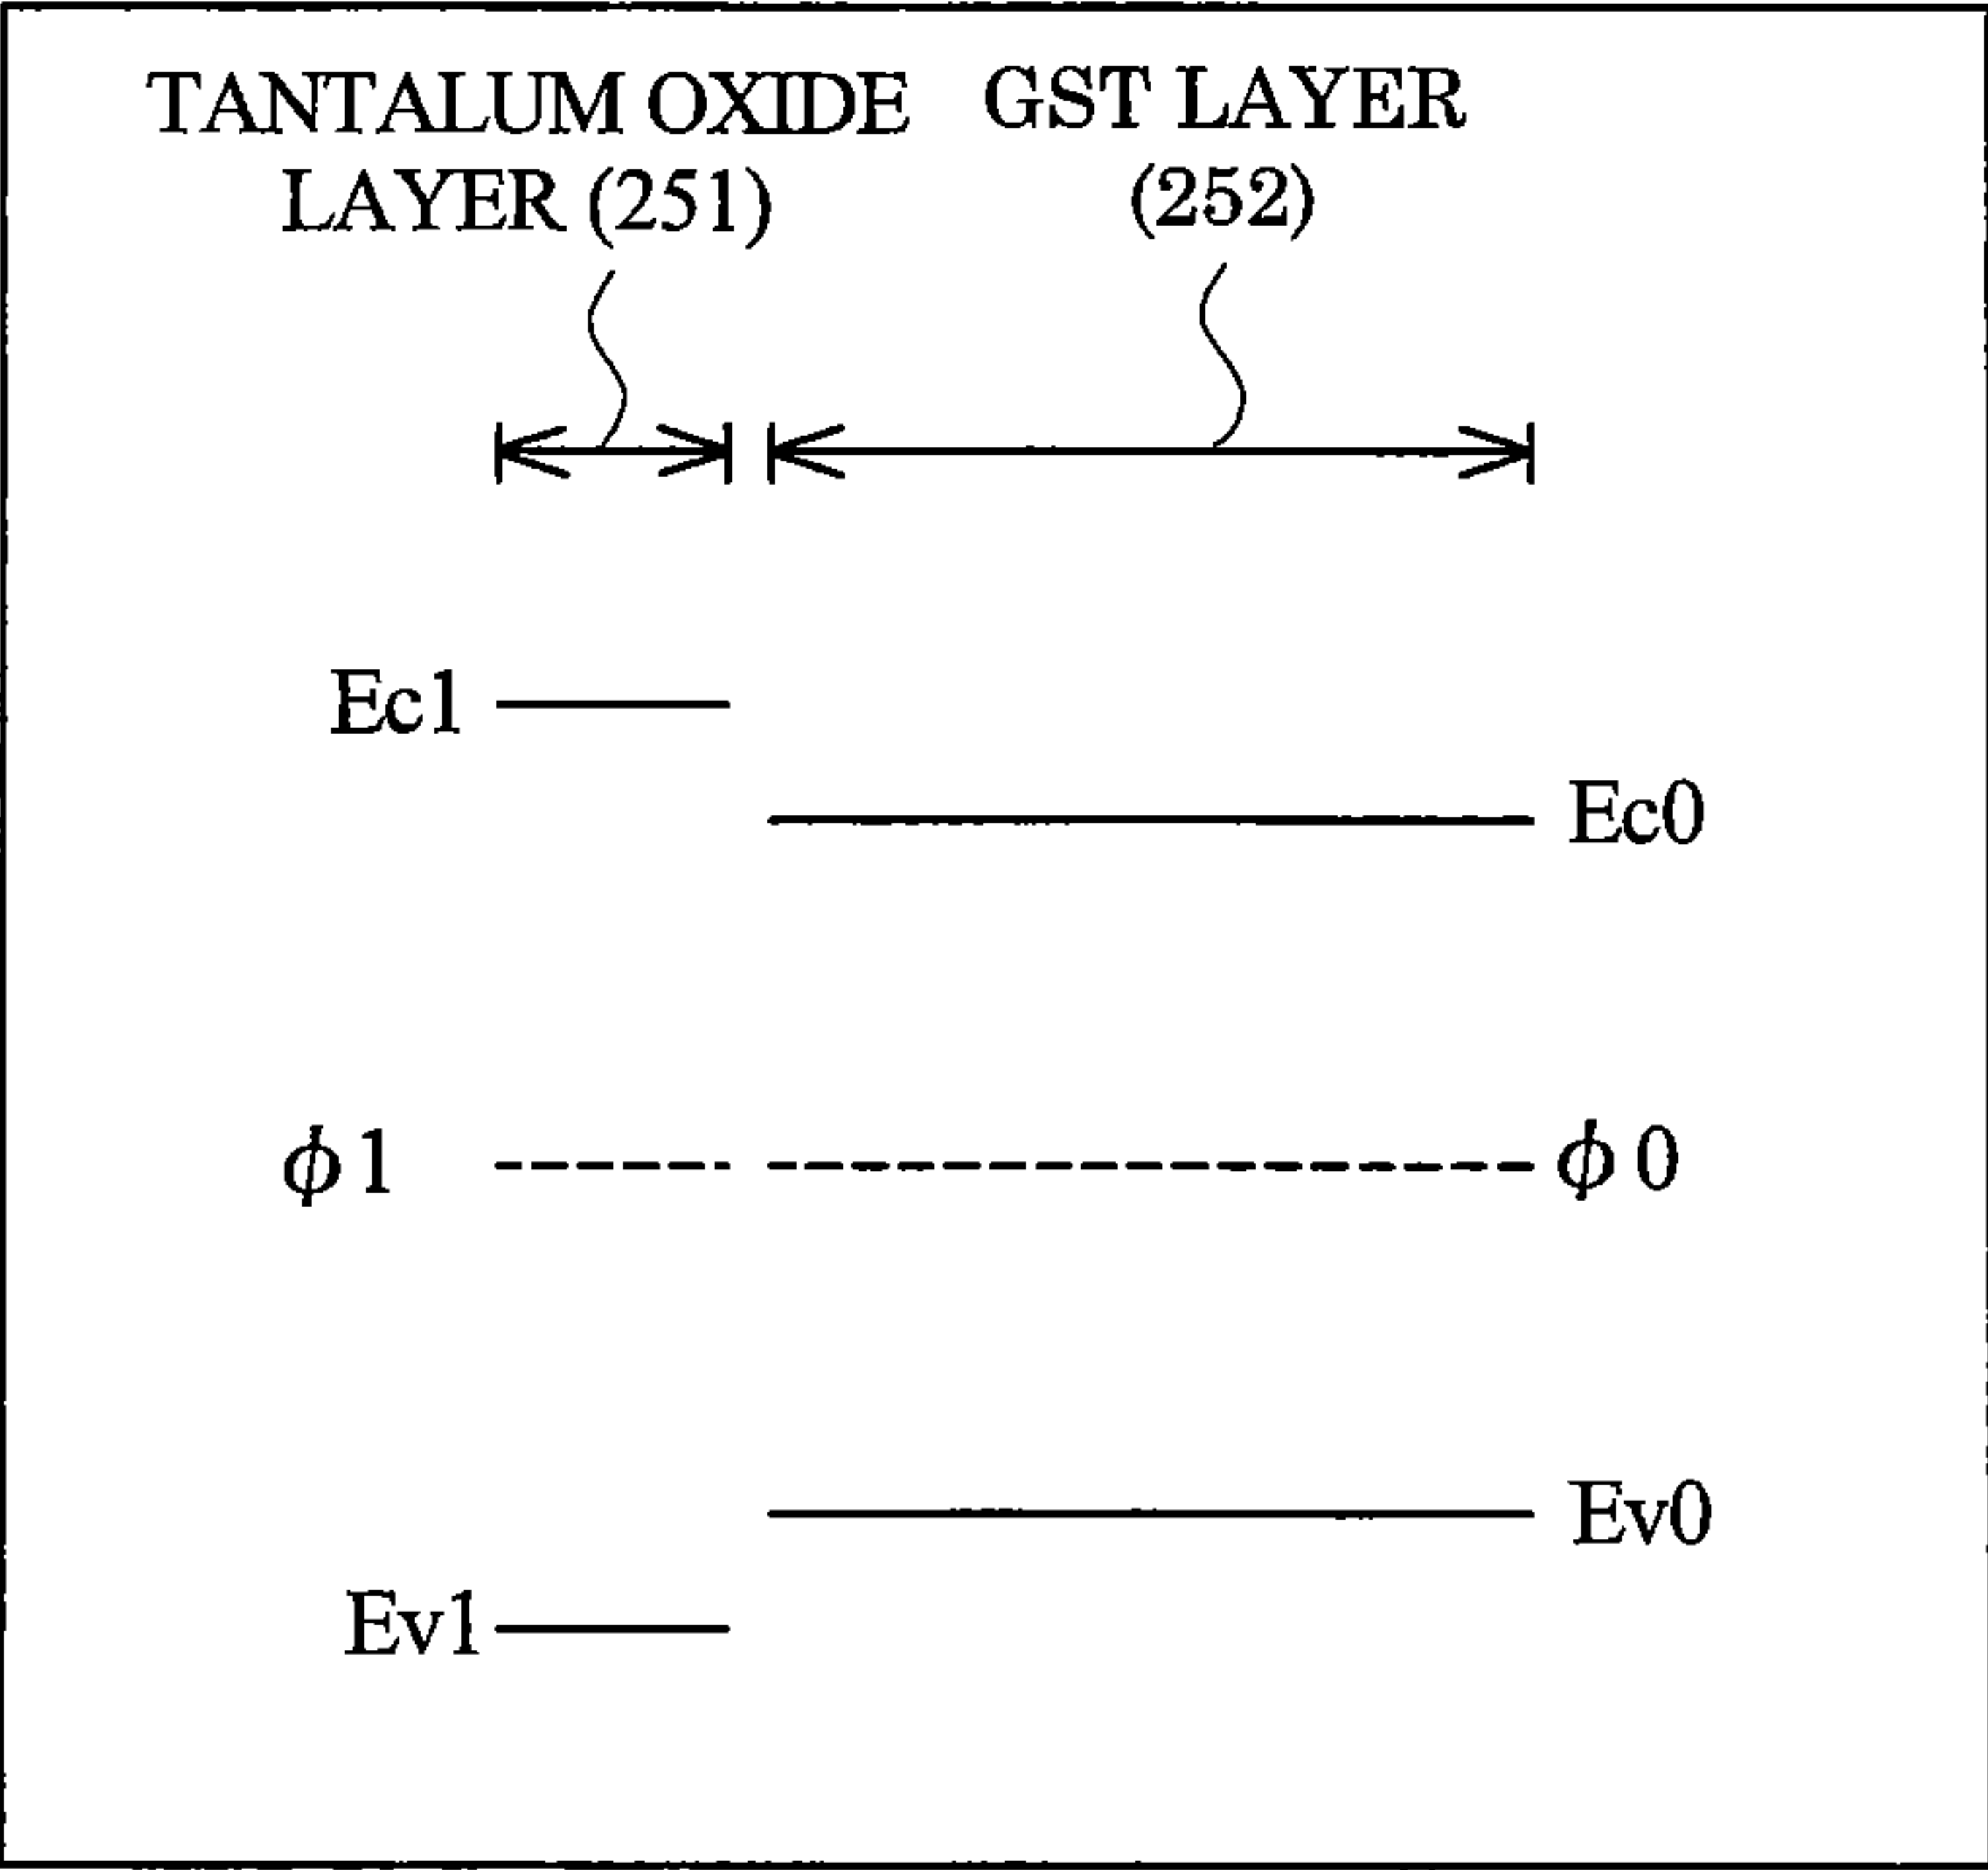 TANTALUM OXIDE
LAYER (251)
GST LAYER
(252)
Ec1
Ec0
ϕ1
ϕ0
Ev0
Ev1